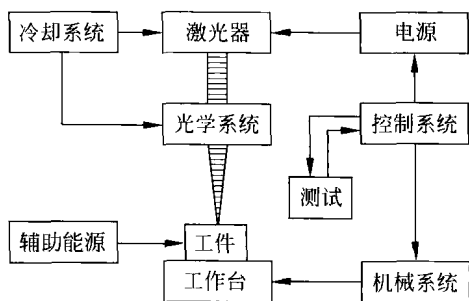 冷却系统
激光器
电源
光学系统
控制系统
测试
辅助能源
工件
工作台
机械系统